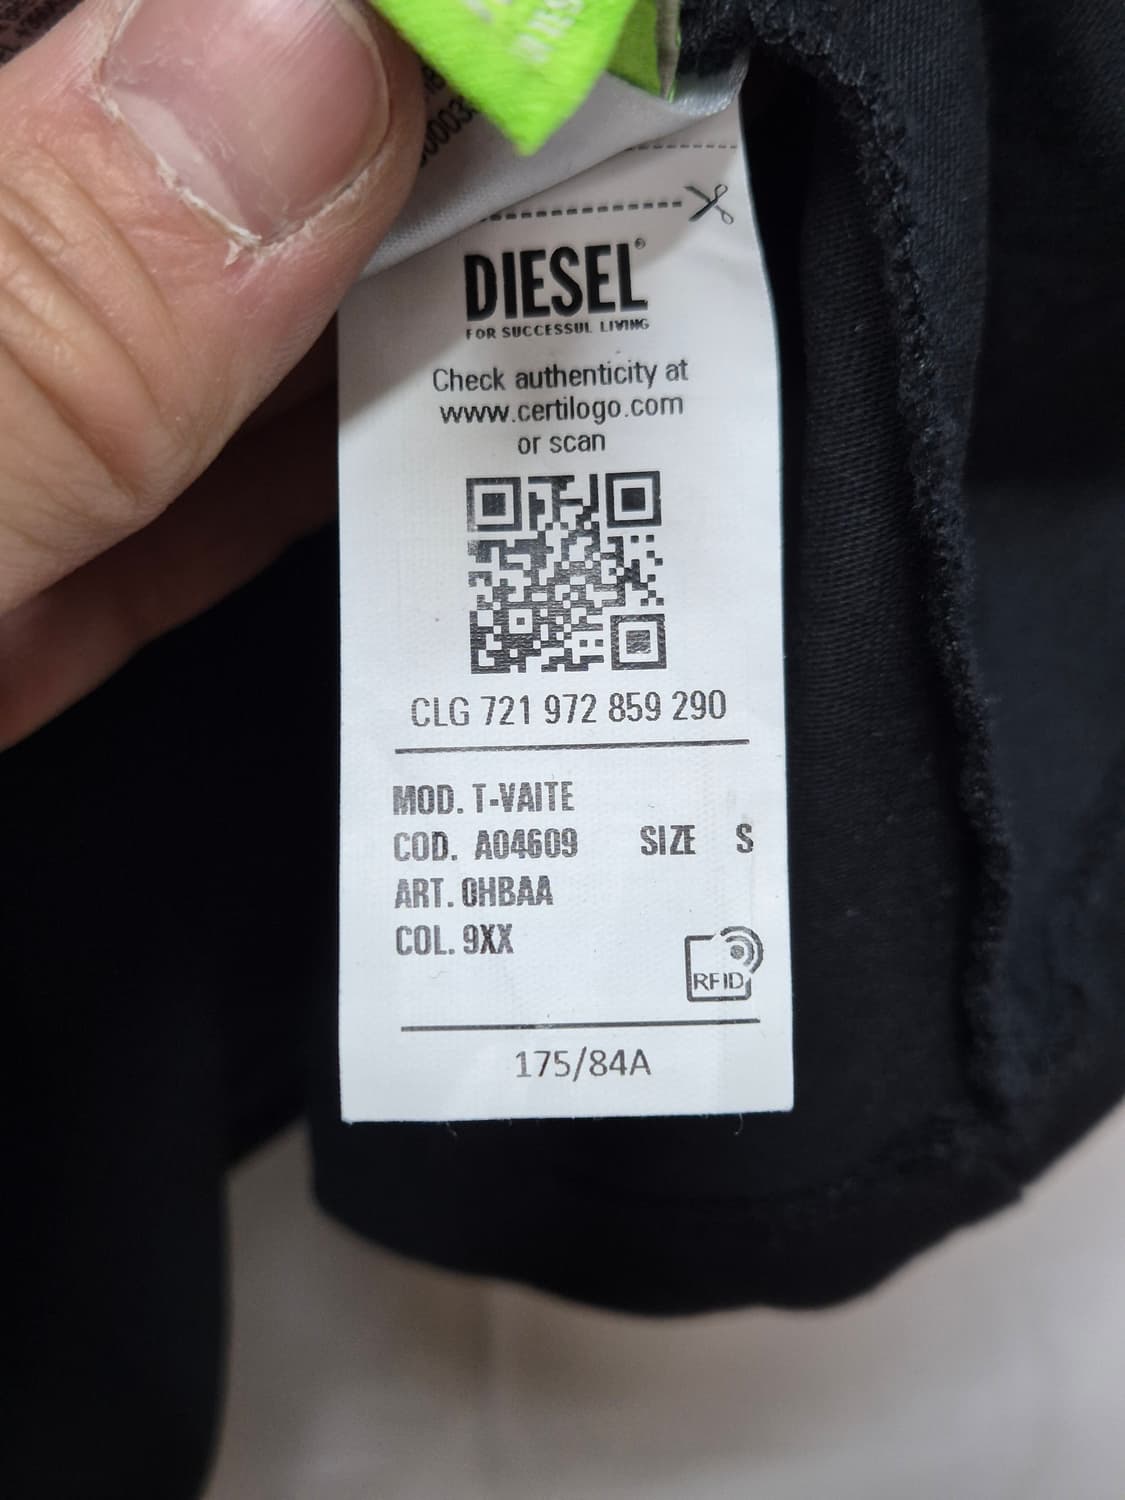 DIESEL®
FOR SUCCESSUL LIVING
Check authenticity at
www.certilogo.com
or scan
CLG 721 972 859 290
MOD. T-VAITE
COD. A04609 SIZE S
ART. 0HBAA
COL. 9XX
RFID
175/84A